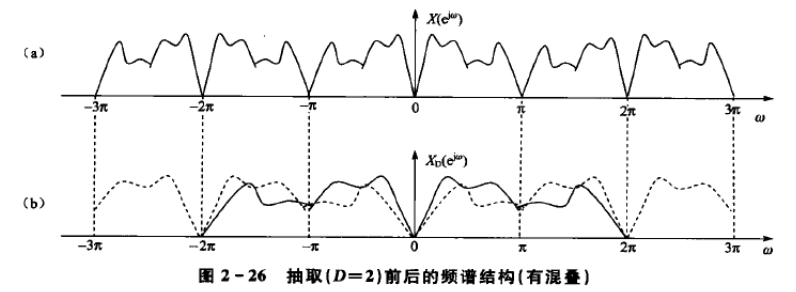 X(e^{jω})
(a)
-3π -2π -π 0 π 2π 3π ω
X_D(e^{jω})
(b)
-3π -2π -π 0 π 2π 3π ω
图 2-26 抽取(D=2)前后的频谱结构(有混叠)